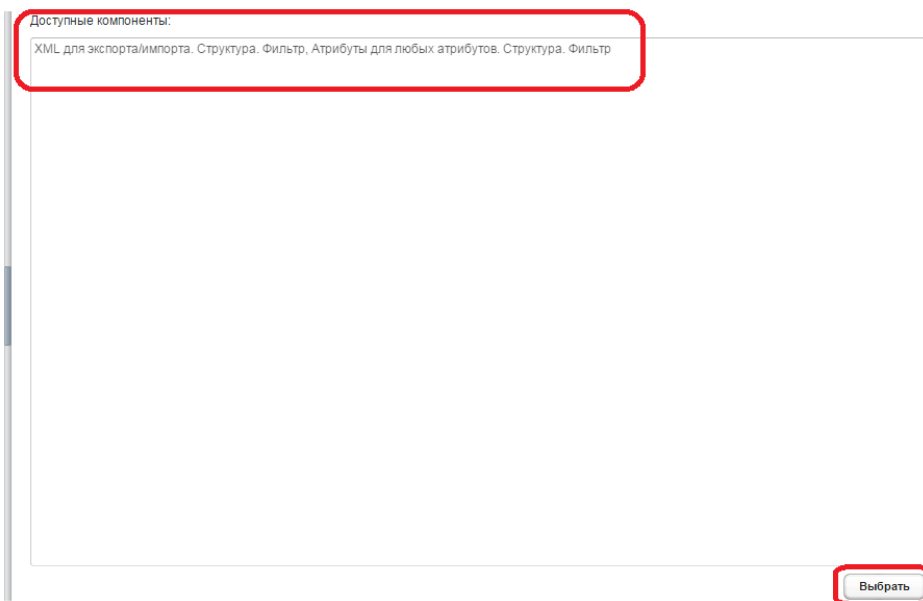 Доступные компоненты:
XML для экспорта/импорта. Структура. Фильтр, Атрибуты для любых атрибутов. Структура. Фильтр
Выбрать